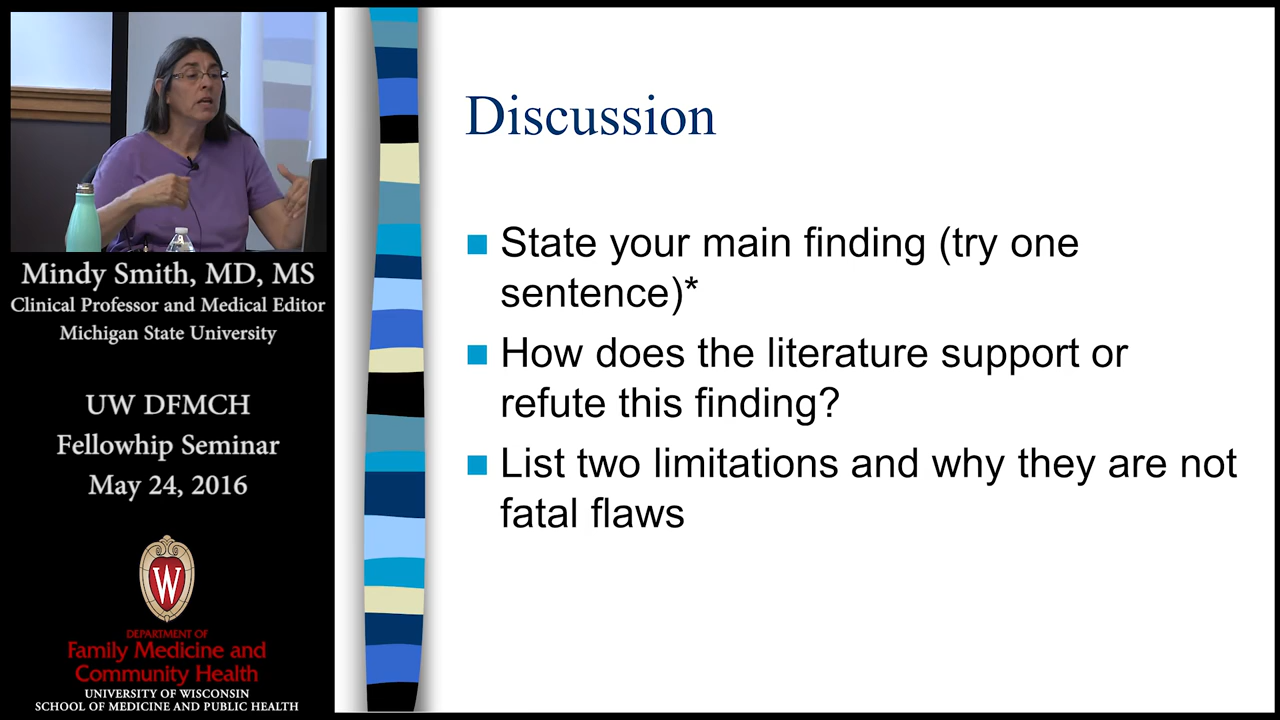 Mindy Smith, MD, MS
Clinical Professor and Medical Editor
Michigan State University
UW DFMCH
Fellowhip Seminar
May 24, 2016
W
DEPARTMENT OF
Family Medicine and
Community Health
UNIVERSITY OF WISCONSIN
SCHOOL OF MEDICINE AND PUBLIC HEALTH
Discussion
State your main finding (try one
sentence)*
How does the literature support or
refute this finding?
List two limitations and why they are not
fatal flaws